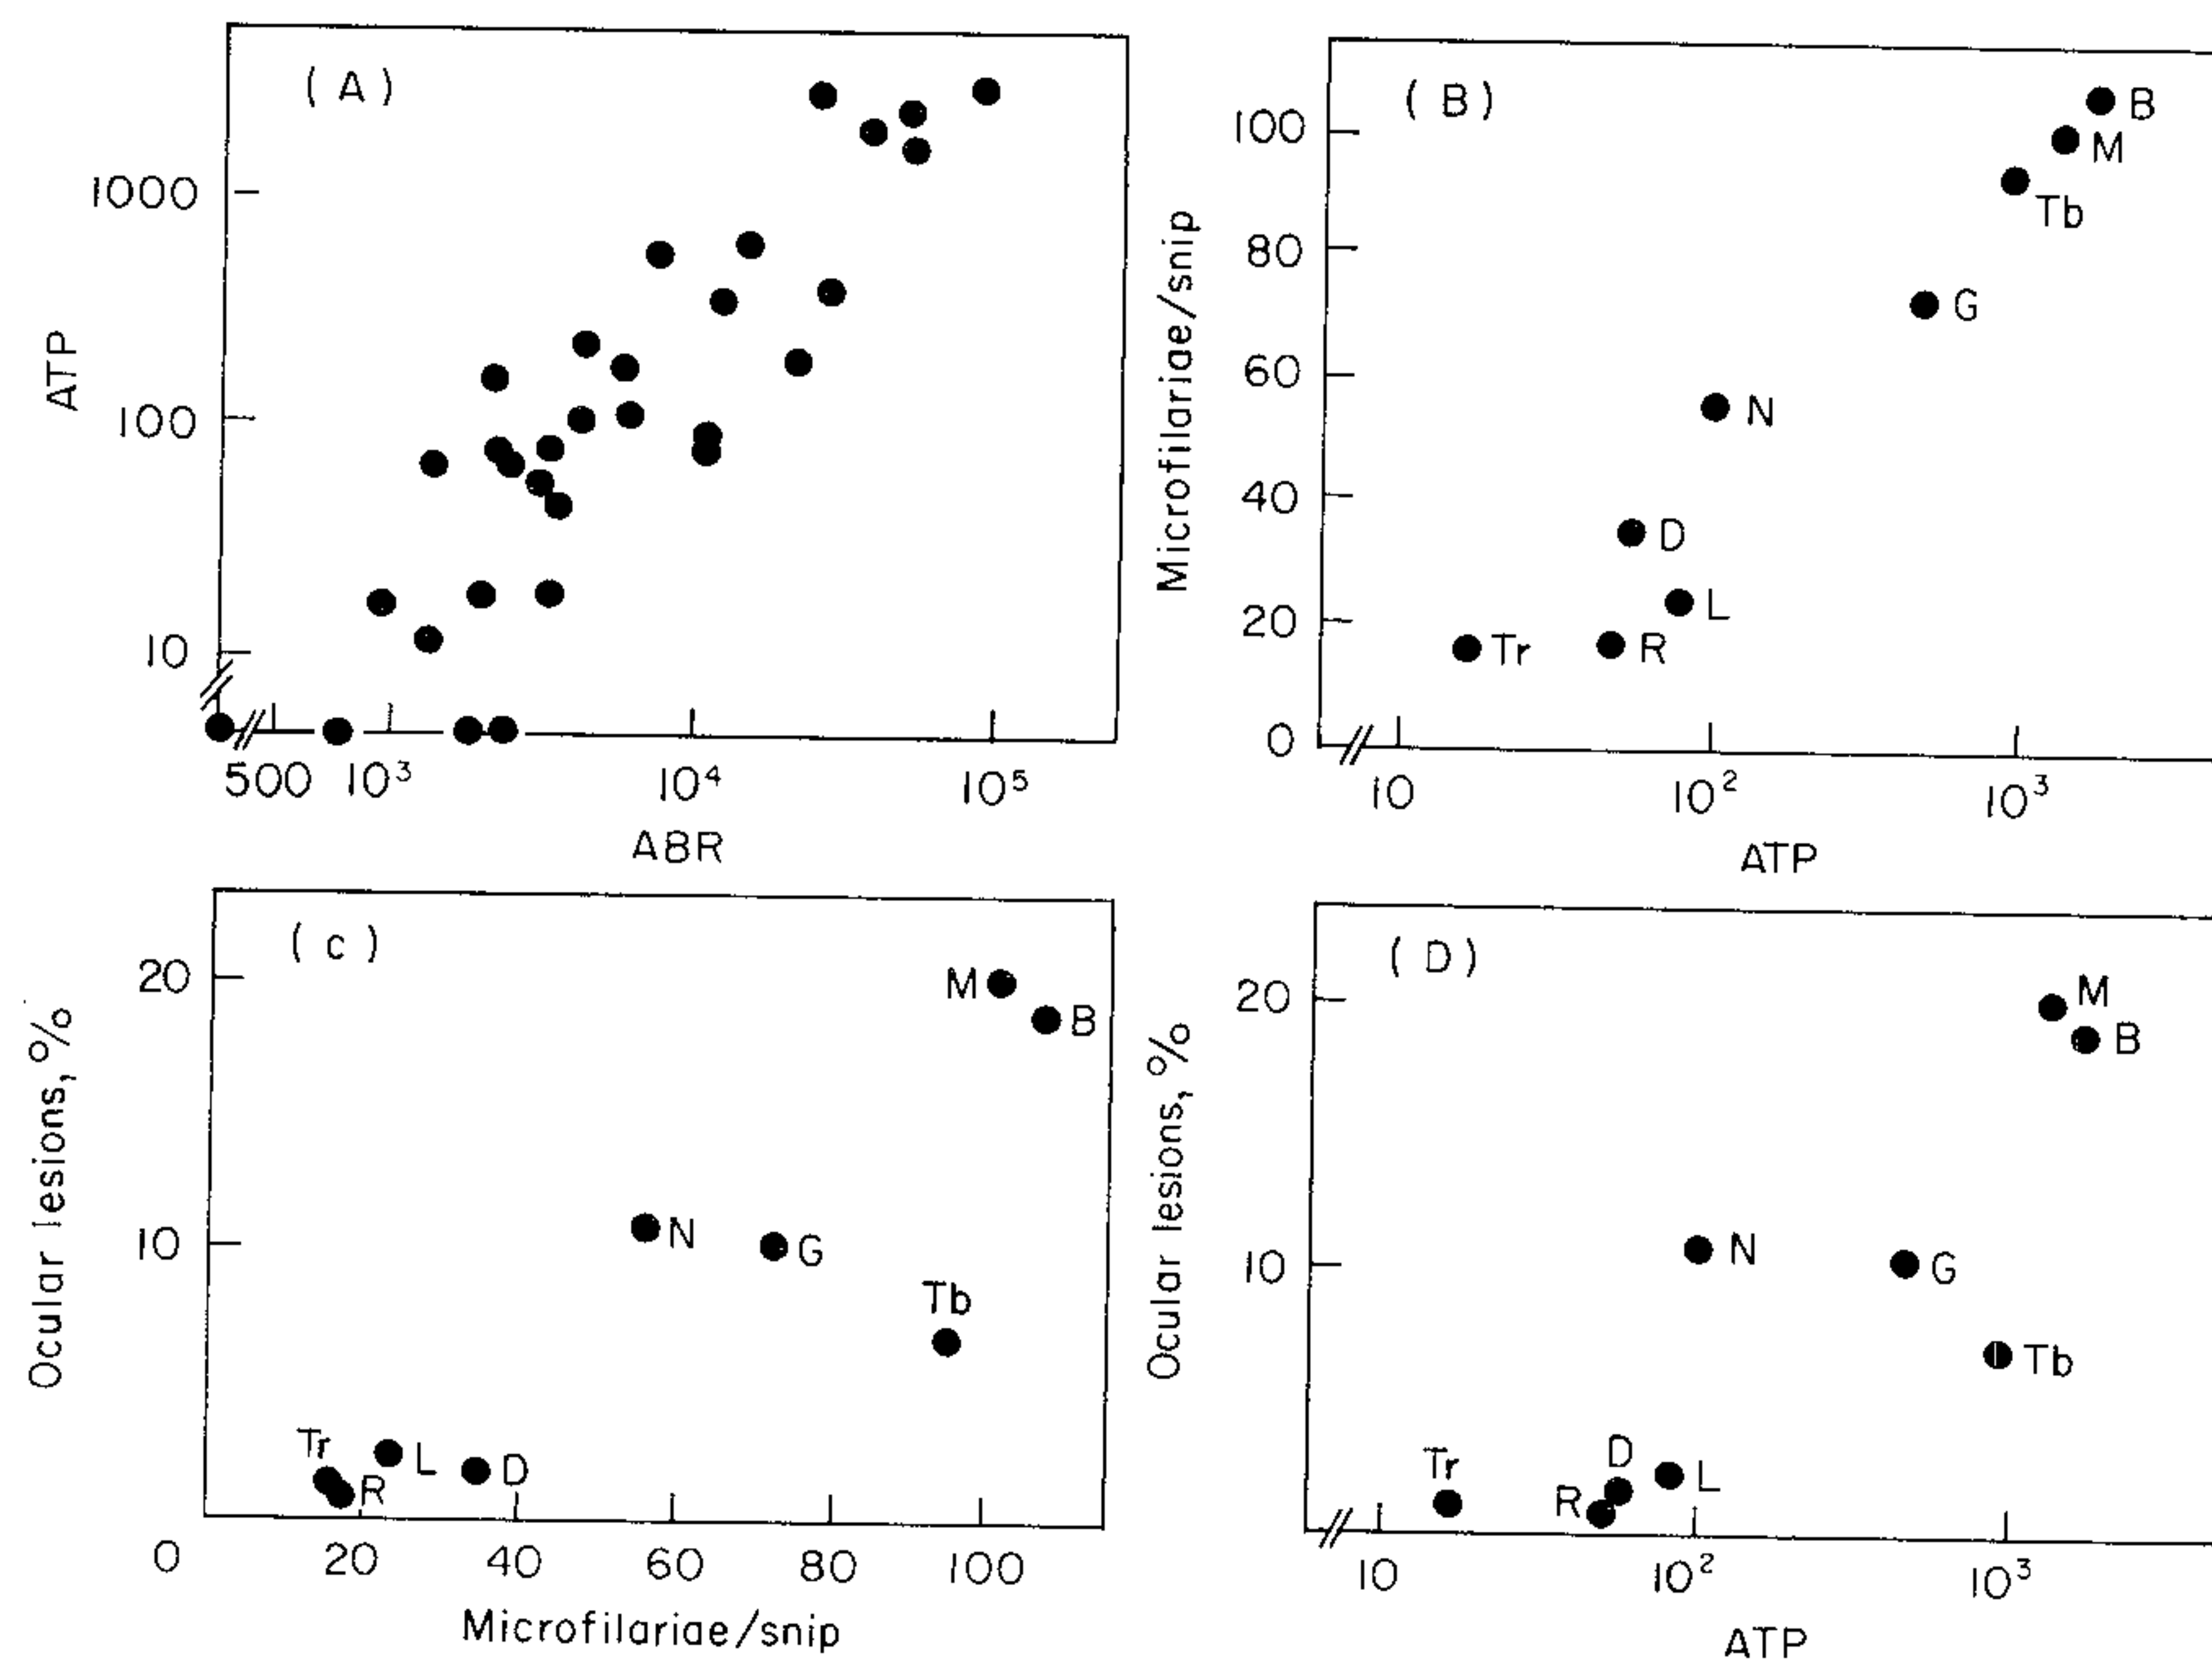 (A)
1000
100
10
ATP
500 10³ 10⁴ 10⁵
ABR
(B)
100
80
60
40
20
0
Microfilariae/snip
B
M
Tb
G
N
D
L
Tr R
10 10² 10³
ATP
(c)
20
10
Ocular lesions, %
M
B
N
G
Tb
Tr
L
D
R
0 20 40 60 80 100
Microfilariae/snip
(D)
20
10
Ocular lesions, %
M
B
N
G
Tb
Tr
D
L
R
10 10² 10³
ATP